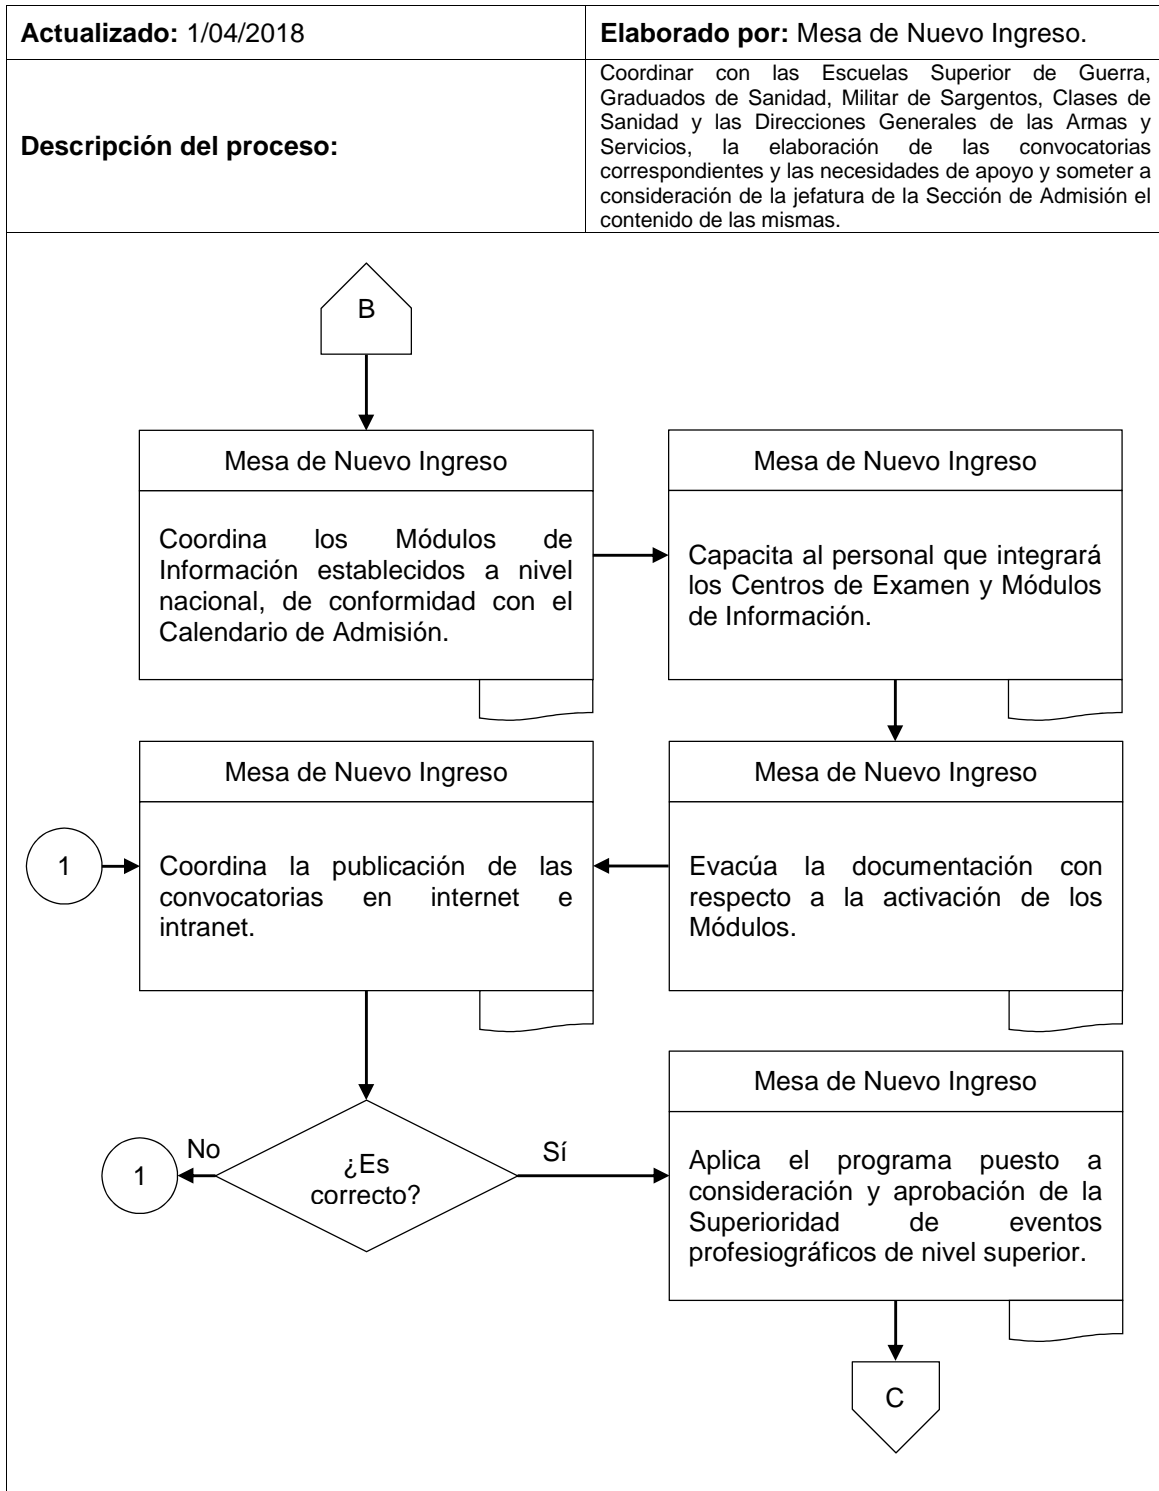 Actualizado: 1/04/2018
Elaborado por: Mesa de Nuevo Ingreso.
Descripción del proceso:
Coordinar con las Escuelas Superior de Guerra,
Graduados de Sanidad, Militar de Sargentos, Clases de
Sanidad y las Direcciones Generales de las Armas y
Servicios, la elaboración de las convocatorias
correspondientes y las necesidades de apoyo y someter a
consideración de la jefatura de la Sección de Admisión el
contenido de las mismas.
B
Mesa de Nuevo Ingreso
Coordina los Módulos de
Información establecidos a nivel
nacional, de conformidad con el
Calendario de Admisión.
Mesa de Nuevo Ingreso
Capacita al personal que integrará
los Centros de Examen y Módulos
de Información.
Mesa de Nuevo Ingreso
Evacúa la documentación con
respecto a la activación de los
Módulos.
1
Mesa de Nuevo Ingreso
Coordina la publicación de las
convocatorias en internet e
intranet.
¿Es
correcto?
No
1
Sí
Mesa de Nuevo Ingreso
Aplica el programa puesto a
consideración y aprobación de la
Superioridad de eventos
profesiográficos de nivel superior.
C